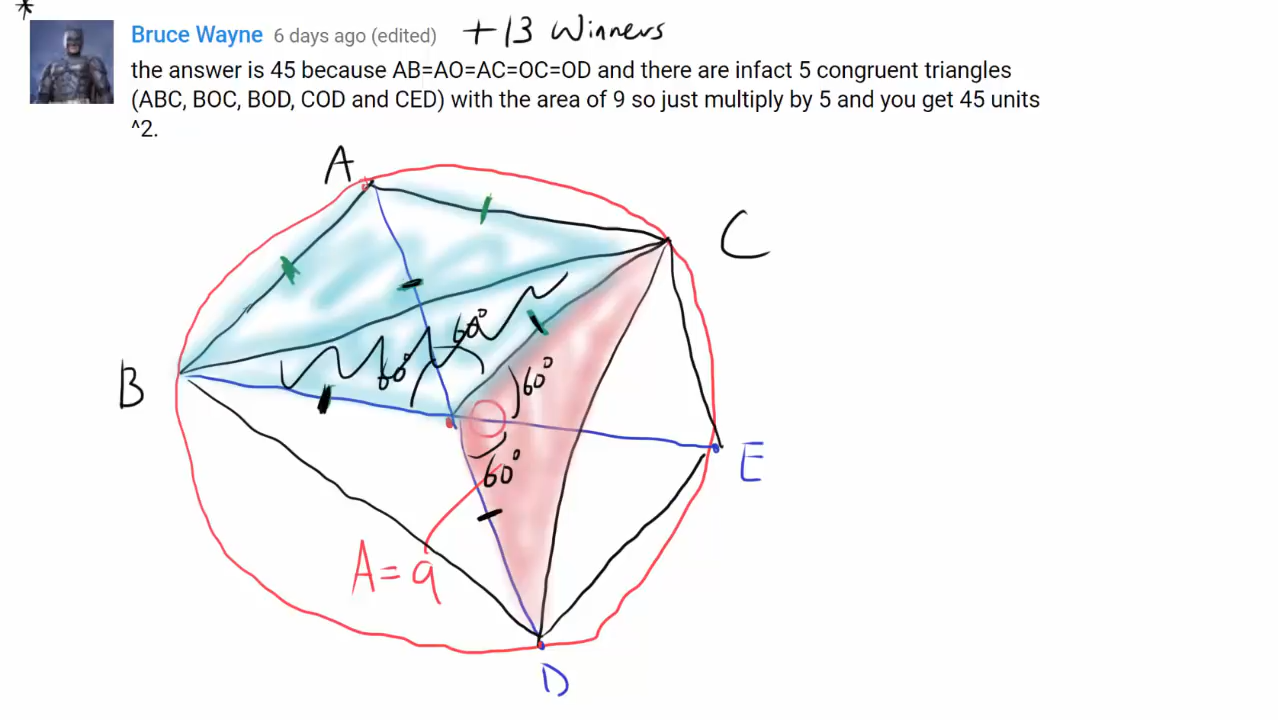 *
Bruce Wayne 6 days ago (edited) +13 Winners
the answer is 45 because AB=AO=AC=OC=OD and there are infact 5 congruent triangles
(ABC, BOC, BOD, COD and CED) with the area of 9 so just multiply by 5 and you get 45 units
^2.
A
C
60°
60°
60°
B
E
60°
A=9
D